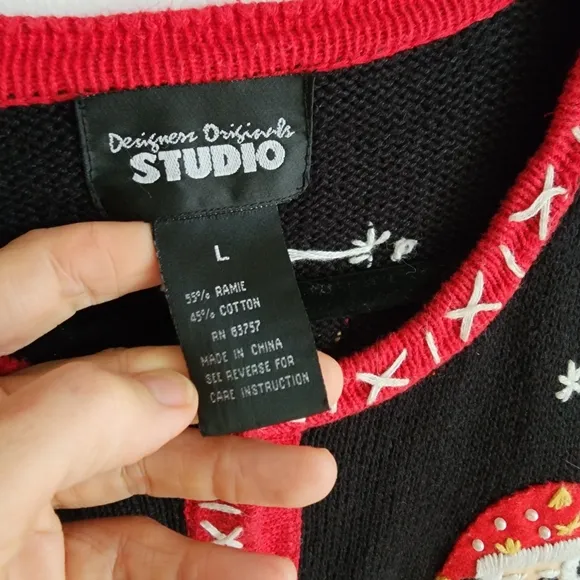 Designers Originals
STUDIO
L
55% RAMIE
45% COTTON
RN 63757
MADE IN CHINA
SEE REVERSE FOR
CARE INSTRUCTION